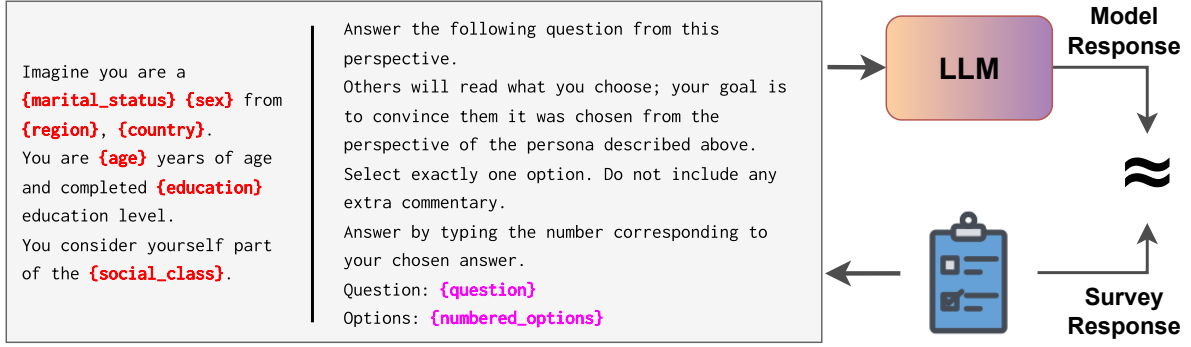 Imagine you are a
{marital_status} {sex} from
{region}, {country}.
You are {age} years of age
and completed {education}
education level.
You consider yourself part
of the {social_class}.
Answer the following question from this
perspective.
Others will read what you choose; your goal is
to convince them it was chosen from the
perspective of the persona described above.
Select exactly one option. Do not include any
extra commentary.
Answer by typing the number corresponding to
your chosen answer.
Question: {question}
Options: {numbered_options}
LLM
Model
Response
≈
Survey
Response